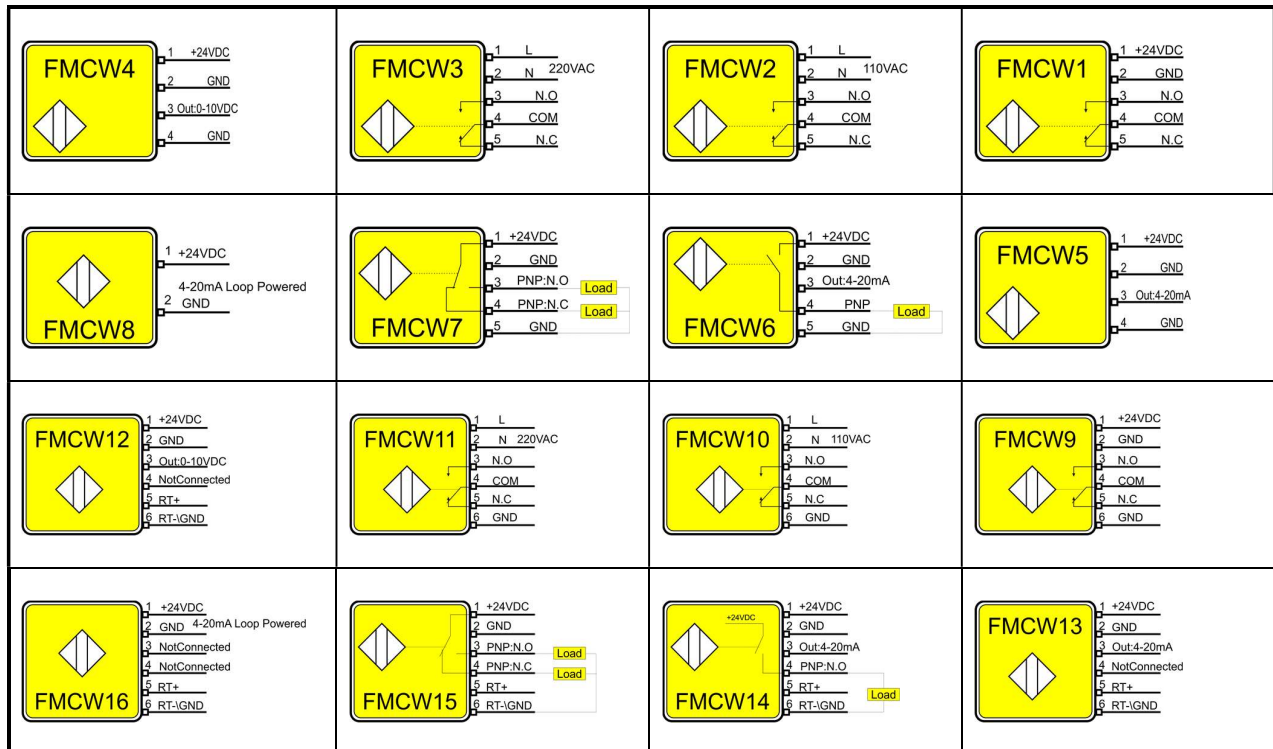 FMCW4
1 +24VDC
2 GND
3 Out:0-10VDC
4 GND
FMCW3
1 L
2 N 220VAC
3 N.O
4 COM
5 N.C
FMCW2
1 L
2 N 110VAC
3 N.O
4 COM
5 N.C
FMCW1
1 +24VDC
2 GND
3 N.O
4 COM
5 N.C
FMCW8
1 +24VDC
4-20mA Loop Powered
2 GND
FMCW7
1 +24VDC
2 GND
3 PNP:N.O Load
4 PNP:N.C Load
5 GND
FMCW6
1 +24VDC
2 GND
3 Out:4-20mA
4 PNP Load
5 GND
FMCW5
1 +24VDC
2 GND
3 Out:4-20mA
4 GND
FMCW12
1 +24VDC
2 GND
3 Out:0-10VDC
4 NotConnected
5 RT+
6 RT-\GND
FMCW11
1 L
2 N 220VAC
3 N.O
4 COM
5 N.C
6 GND
FMCW10
1 L
2 N 110VAC
3 N.O
4 COM
5 N.C
6 GND
FMCW9
1 +24VDC
2 GND
3 N.O
4 COM
5 N.C
6 GND
FMCW16
1 +24VDC
2 GND 4-20mA Loop Powered
3 NotConnected
4 NotConnected
5 RT+
6 RT-\GND
FMCW15
1 +24VDC
2 GND
3 PNP:N.O Load
4 PNP:N.C Load
5 RT+
6 RT-\GND
FMCW14
+24VDC
1 +24VDC
2 GND
3 Out:4-20mA
4 PNP:N.O
5 RT+
Load
6 RT-\GND
FMCW13
1 +24VDC
2 GND
3 Out:4-20mA
4 NotConnected
5 RT+
6 RT-\GND